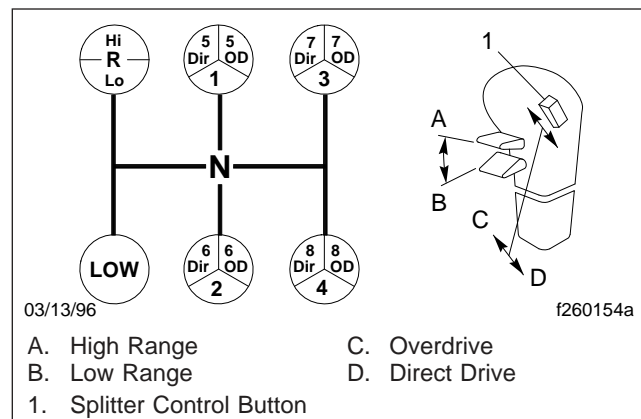 Hi
R
Lo
5 5
Dir OD
1
7 7
Dir OD
3
1
A
B
N
C
D
LOW
6 6
Dir OD
2
8 8
Dir OD
4
03/13/96
f260154a
A. High Range
B. Low Range
1. Splitter Control Button
C. Overdrive
D. Direct Drive